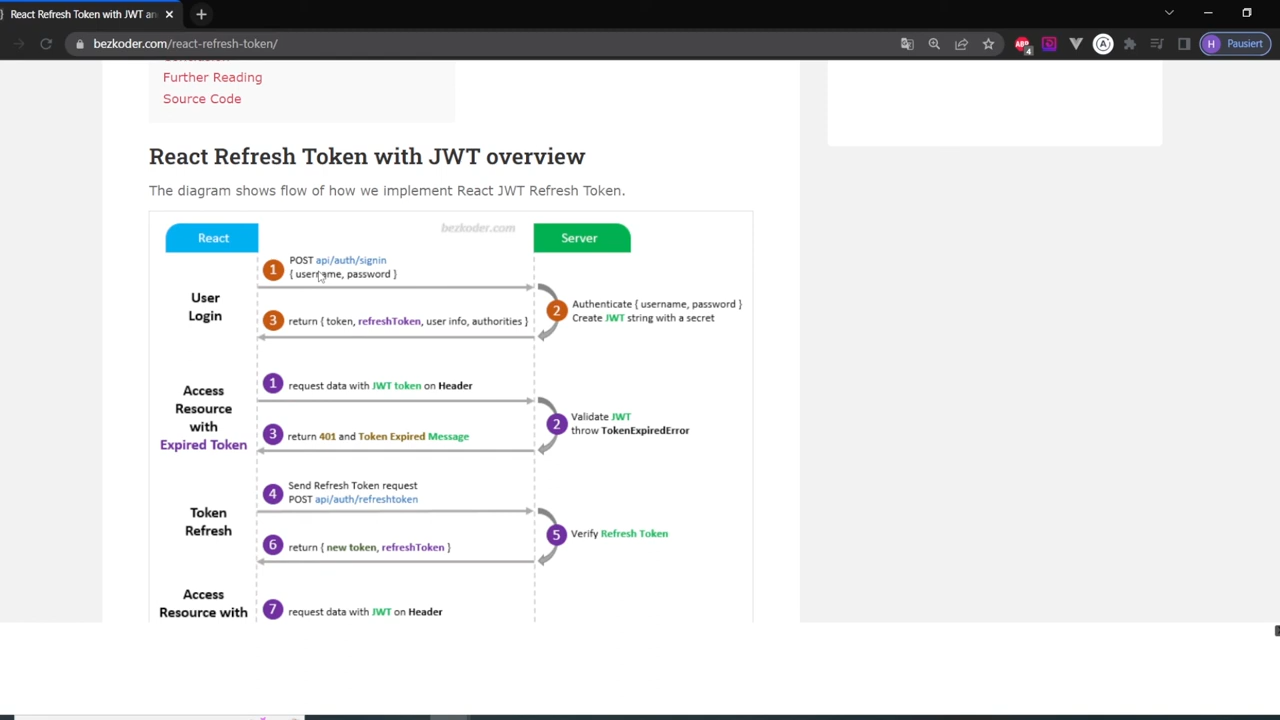 React Refresh Token with JWT an
bezkoder.com/react-refresh-token/
4
A
H
Pausiert
Conclusion
Further Reading
Source Code
React Refresh Token with JWT overview
The diagram shows flow of how we implement React JWT Refresh Token.
React
bezkoder.com
Server
1 POST api/auth/signin
{ username, password }
User
Login
2 Authenticate { username, password }
Create JWT string with a secret
3 return { token, refreshToken, user info, authorities }
Access
Resource
with
Expired Token
1 request data with JWT token on Header
2 Validate JWT
throw TokenExpiredError
3 return 401 and Token Expired Message
Token
Refresh
4 Send Refresh Token request
POST api/auth/refreshtoken
5 Verify Refresh Token
6 return { new token, refreshToken }
Access
Resource with
7 request data with JWT on Header